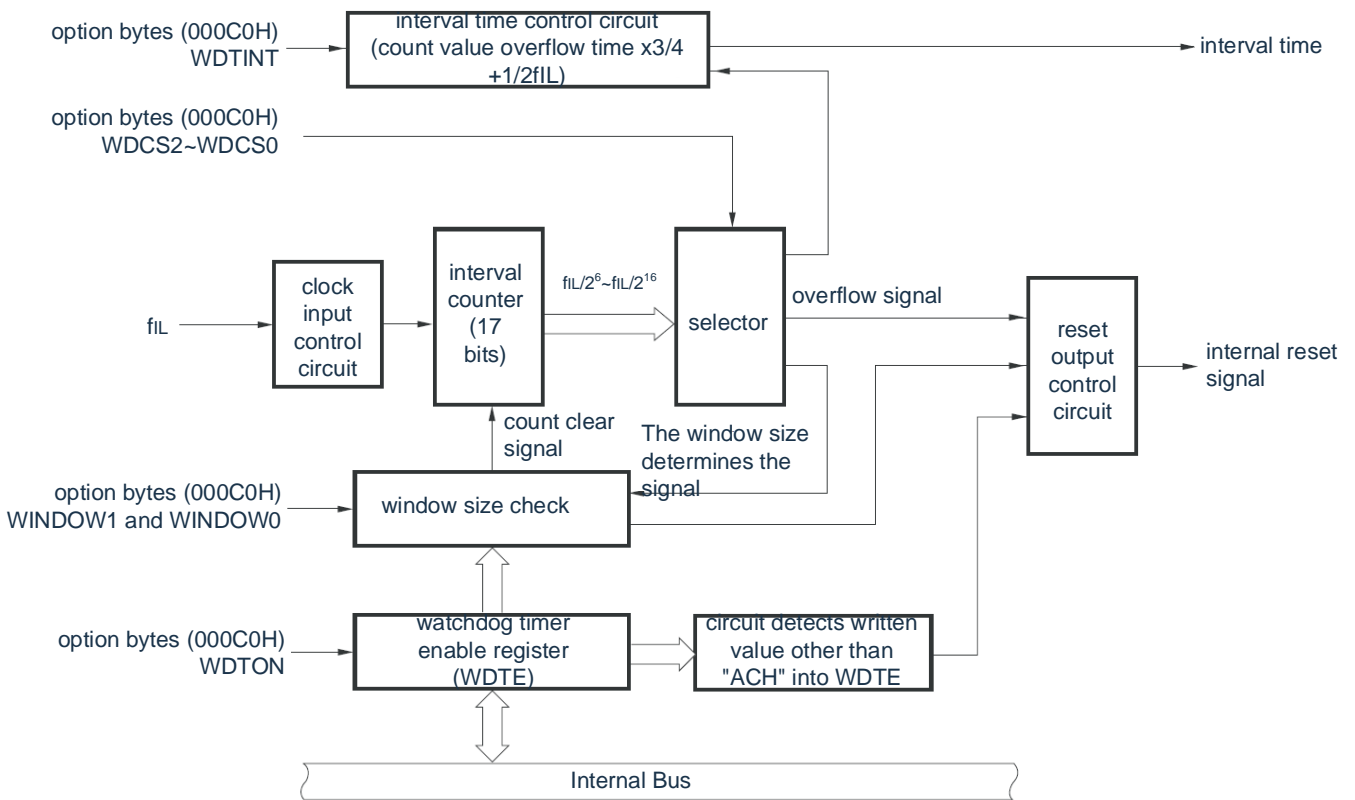 option bytes (000C0H)
WDTINT
interval time control circuit
(count value overflow time x3/4
+1/2fIL)
interval time
option bytes (000C0H)
WDCS2~WDCS0
fIL
clock
input
control
circuit
interval
counter
(17
bits)
fIL/2⁶~fIL/2¹⁶
selector
overflow signal
reset
output
control
circuit
internal reset
signal
count clear
signal
The window size
determines the
signal
option bytes (000C0H)
WINDOW1 and WINDOW0
window size check
option bytes (000C0H)
WDTON
watchdog timer
enable register
(WDTE)
circuit detects written
value other than
"ACH" into WDTE
Internal Bus